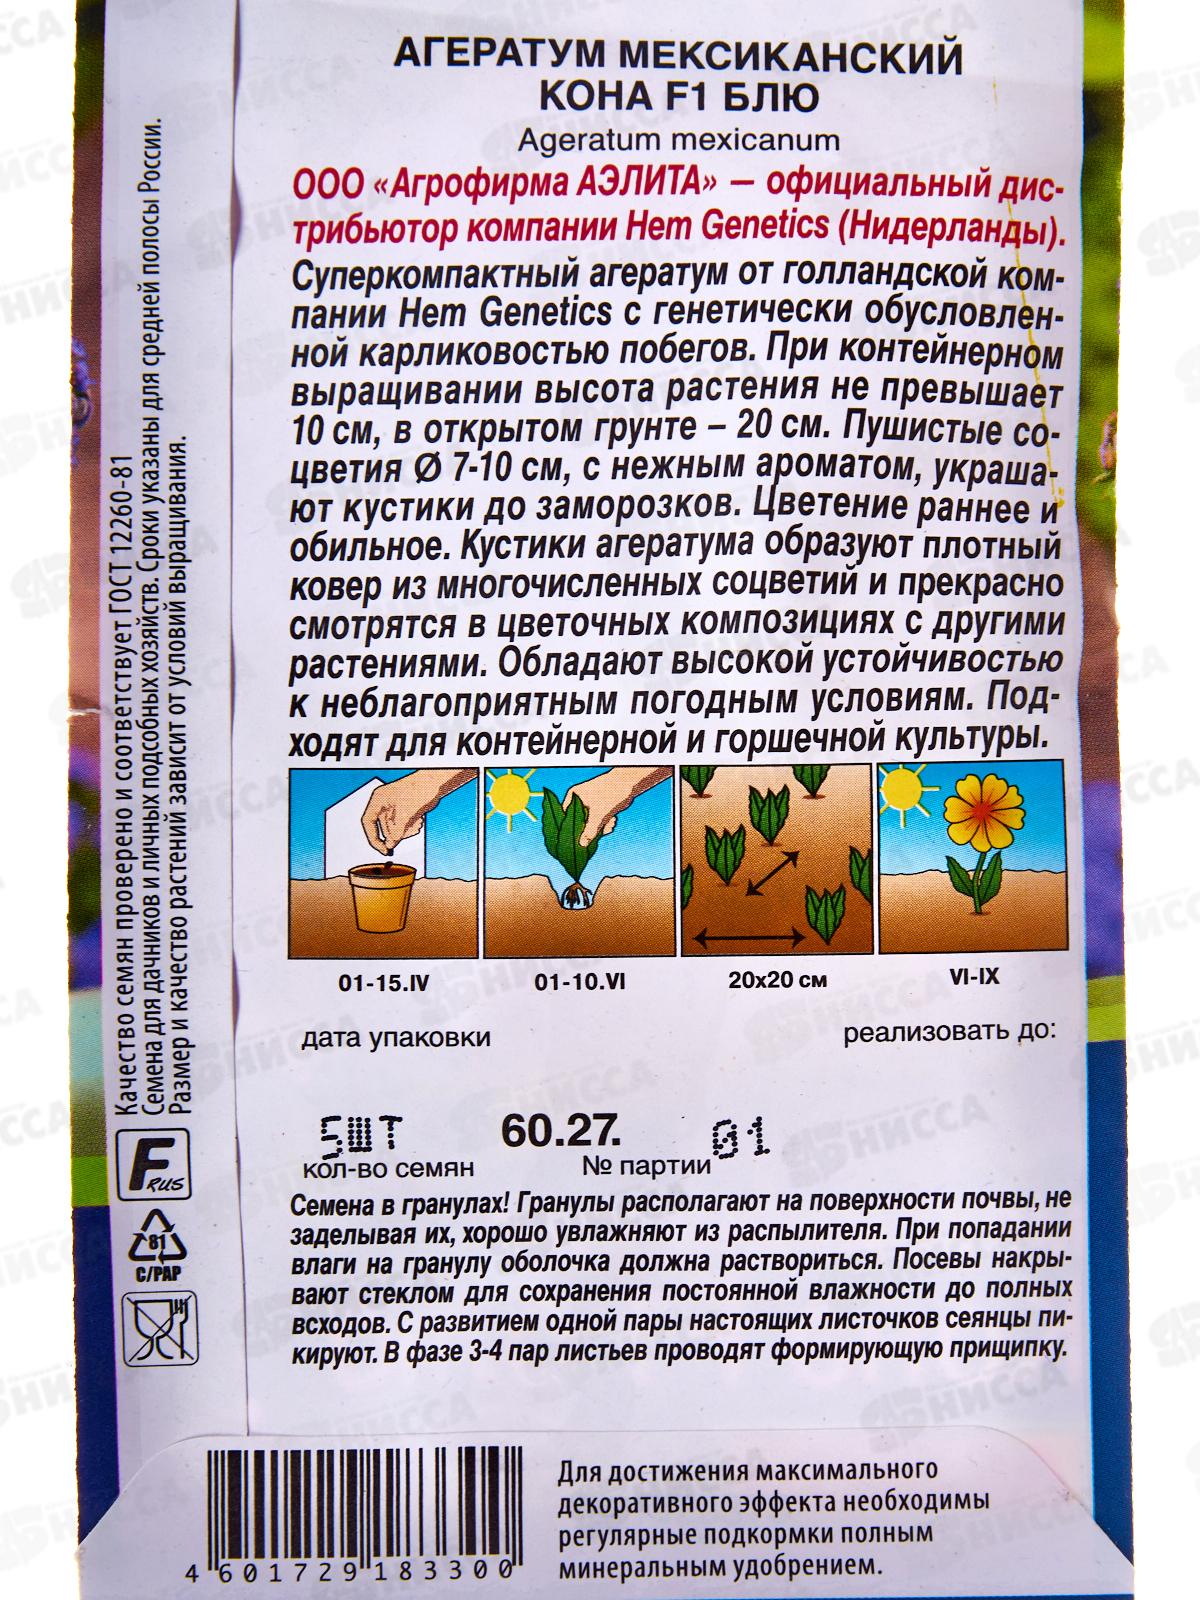 АГЕРАТУМ МЕКСИКАНСКИЙ
КОНА F1 БЛЮ
Ageratum mexicanum
ООО «Агрофирма АЭЛИТА» — официальный дис-
трибьютор компании Hem Genetics (Нидерланды).
Суперкомпактный агератум от голландской ком-
пании Hem Genetics с генетически обусловлен-
ной карликовостью побегов. При контейнерном
выращивании высота растения не превышает
10 см, в открытом грунте – 20 см. Пушистые со-
цветия Ø 7-10 см, с нежным ароматом, украша-
ют кустики до заморозков. Цветение раннее и
обильное. Кустики агератума образуют плотный
ковер из многочисленных соцветий и прекрасно
смотрятся в цветочных композициях с другими
растениями. Обладают высокой устойчивостью
к неблагоприятным погодным условиям. Под-
ходят для контейнерной и горшечной культуры.
01-15.IV 01-10.VI 20x20 см VI-IX
дата упаковки реализовать до:
5ШТ 60.27. 01
кол-во семян № партии
Семена в гранулах! Гранулы располагают на поверхности почвы, не
заделывая их, хорошо увлажняют из распылителя. При попадании
влаги на гранулу оболочка должна раствориться. Посевы накры-
вают стеклом для сохранения постоянной влажности до полных
всходов. С развитием одной пары настоящих листочков сеянцы пи-
кируют. В фазе 3-4 пар листьев проводят формирующую прищипку.
Качество семян проверено и соответствует ГОСТ 12260-81
Семена для дачников и личных подсобных хозяйств. Сроки указаны для средней полосы России.
Размер и качество растений зависит от условий выращивания.
F RUS
81
C/PAP
4 601729 183300
Для достижения максимального
декоративного эффекта необходимы
регулярные подкормки полным
минеральным удобрением.
БНИССА